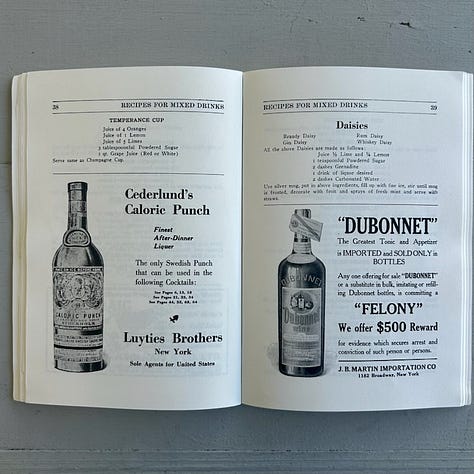 38 RECIPES FOR MIXED DRINKS
TEMPERANCE CUP
Juice of 4 Oranges
Juice of 1 Lemon
Juice of 3 Limes
3 tablespoonful Powdered Sugar
1 qt. Grape Juice (Red or White)
Serve same as Champagne Cup.
Cederlund's
Caloric Punch
Finest
After-Dinner
Liquer
The only Swedish Punch
that can be used in the
following Cocktails:
Luyties Brothers
New York
Sole Agents for United States
CALORIC PUNCH
RECIPES FOR MIXED DRINKS 39
Daisies
Brandy Daisy Rum Daisy
Gin Daisy Whiskey Daisy
All the above Daisies are made as follows:
Juice ½ Lime and ¼ Lemon
1 teaspoonful Powdered Sugar
2 dashes Grenadine
1 drink of liquor desired
2 dashes Carbonated Water
Use silver mug, put in above ingredients, fill up with fine ice, stir until mug
is frosted, decorate with fruit and sprays of fresh mint and serve with
straws.
DUBONNET
Dubonnet
"DUBONNET"
The Greatest Tonic and Appetizer
is IMPORTED and SOLD ONLY in
BOTTLES
Any one offering for sale "DUBONNET"
or a substitute in bulk, imitating or refill-
ing Dubonnet bottles, is committing a
"FELONY"
We offer $500 Reward
for evidence which secures arrest and
conviction of such person or persons.
J. B. MARTIN IMPORTATION CO
1182 Broadway, New York